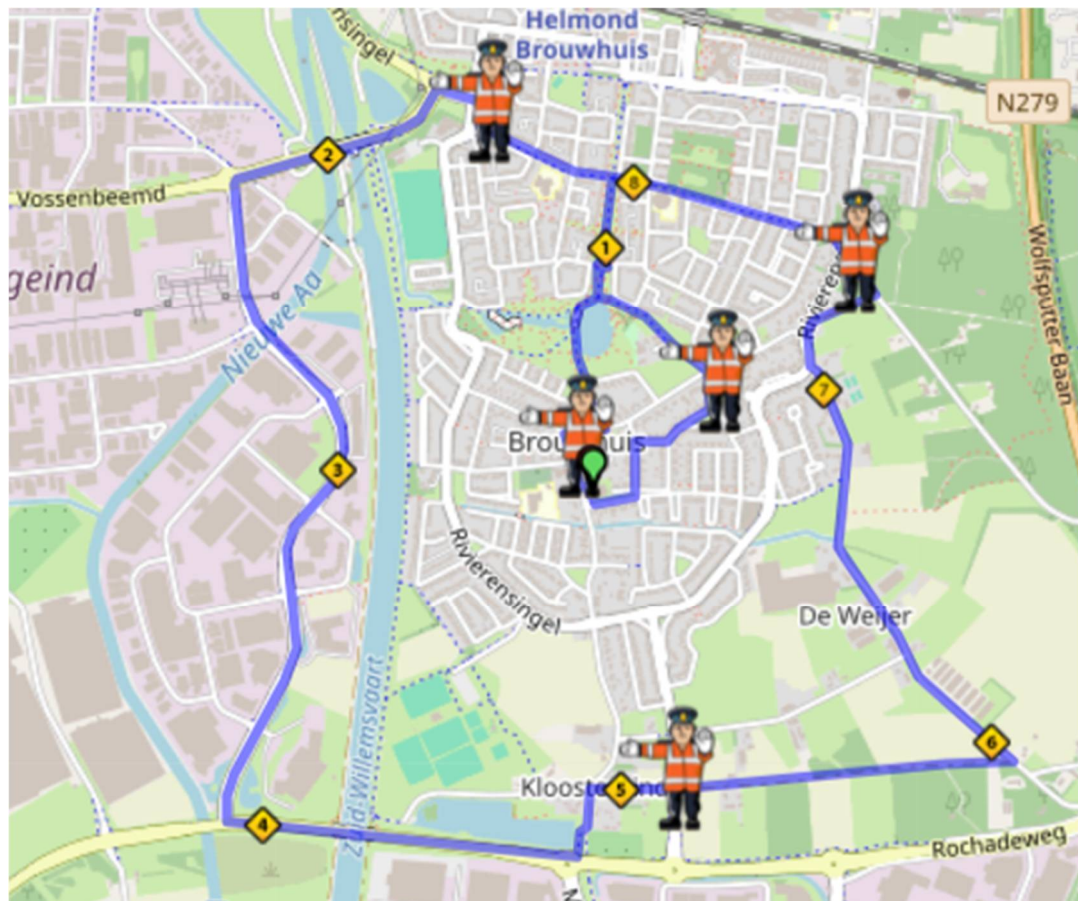 Helmond
Brouwhuis
nsingel
N279
2
Vossenbeemd
8
1
geind
Nieuwe Aa
Rivieren
Wolfsputter Baan
7
3
Rivierensingel
De Weijer
6
5
4
Zuid-Willemsvaart
Rochadeweg
N